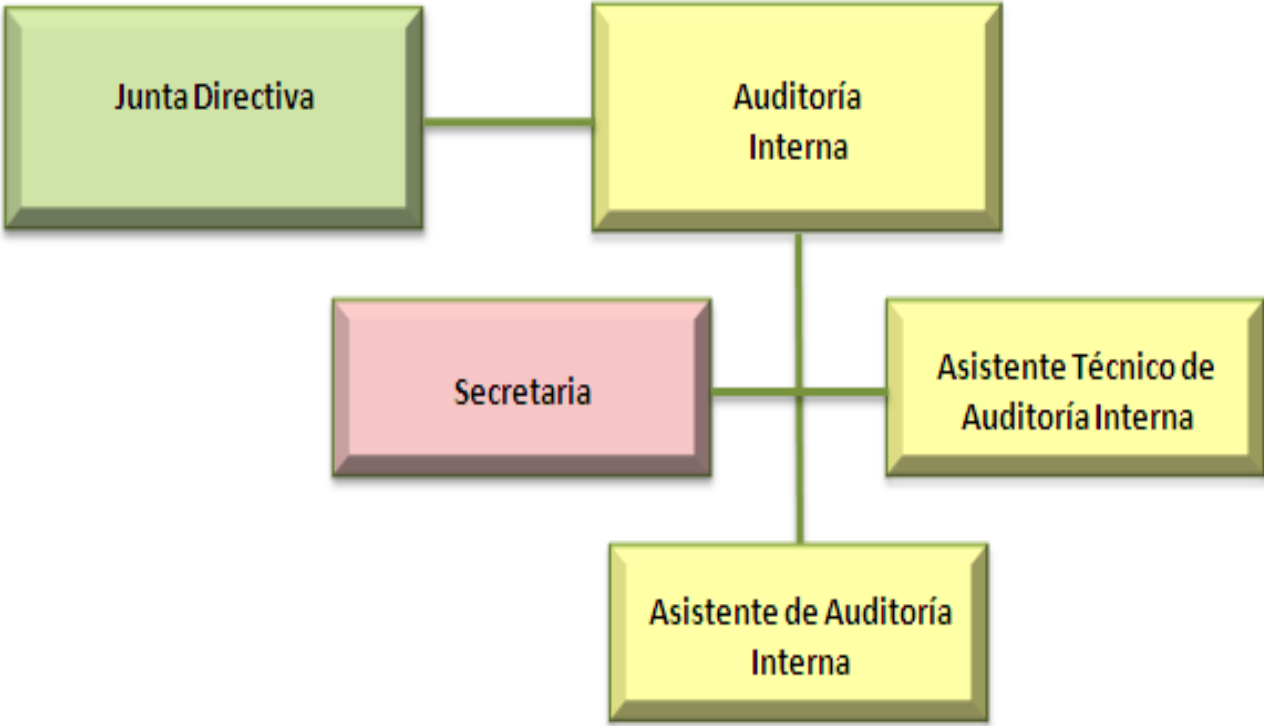 Junta Directiva
Auditoría
Interna
Secretaria
Asistente Técnico de
Auditoría Interna
Asistente de Auditoría
Interna